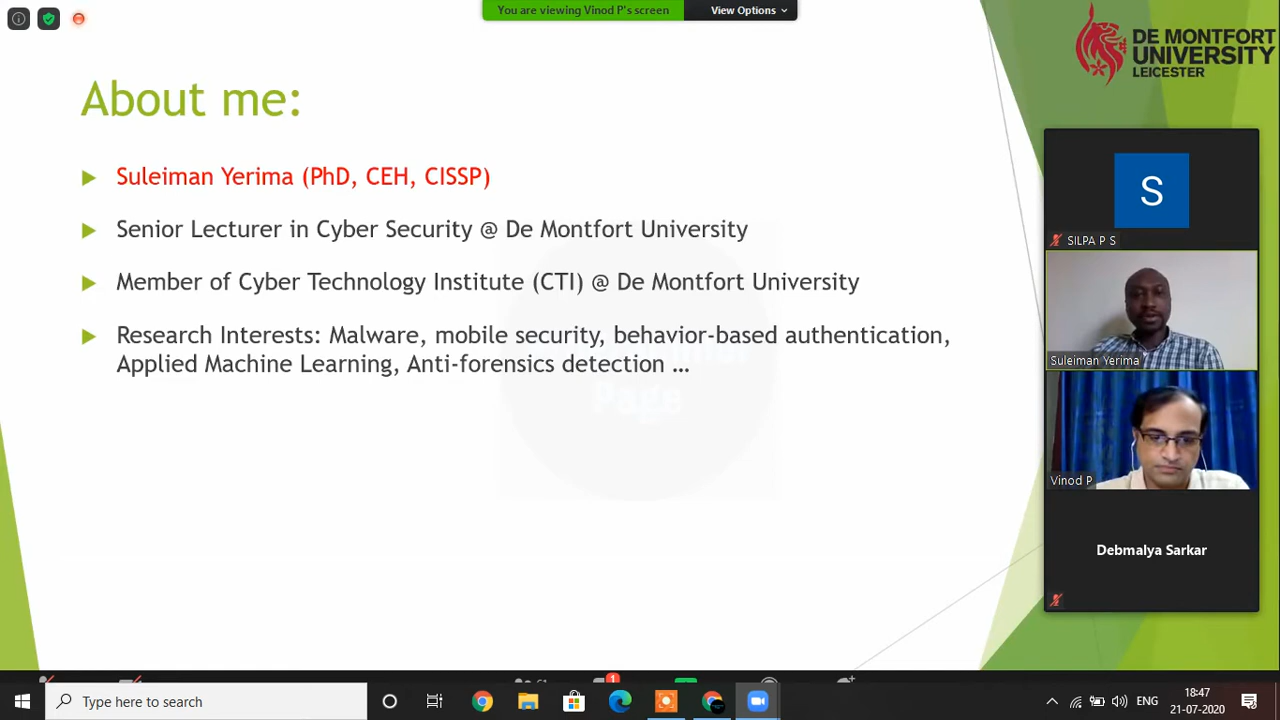 You are viewing Vinod P's screen
View Options
DE MONTFORT
UNIVERSITY
LEICESTER
About me:
Suleiman Yerima (PhD, CEH, CISSP)
Senior Lecturer in Cyber Security @ De Montfort University
Member of Cyber Technology Institute (CTI) @ De Montfort University
Research Interests: Malware, mobile security, behavior-based authentication,
Applied Machine Learning, Anti-forensics detection ...
Page
S
SILPA P S
Suleiman Yerima
Vinod P
Debmalya Sarkar
1
Type here to search
ENG
18:47
21-07-2020